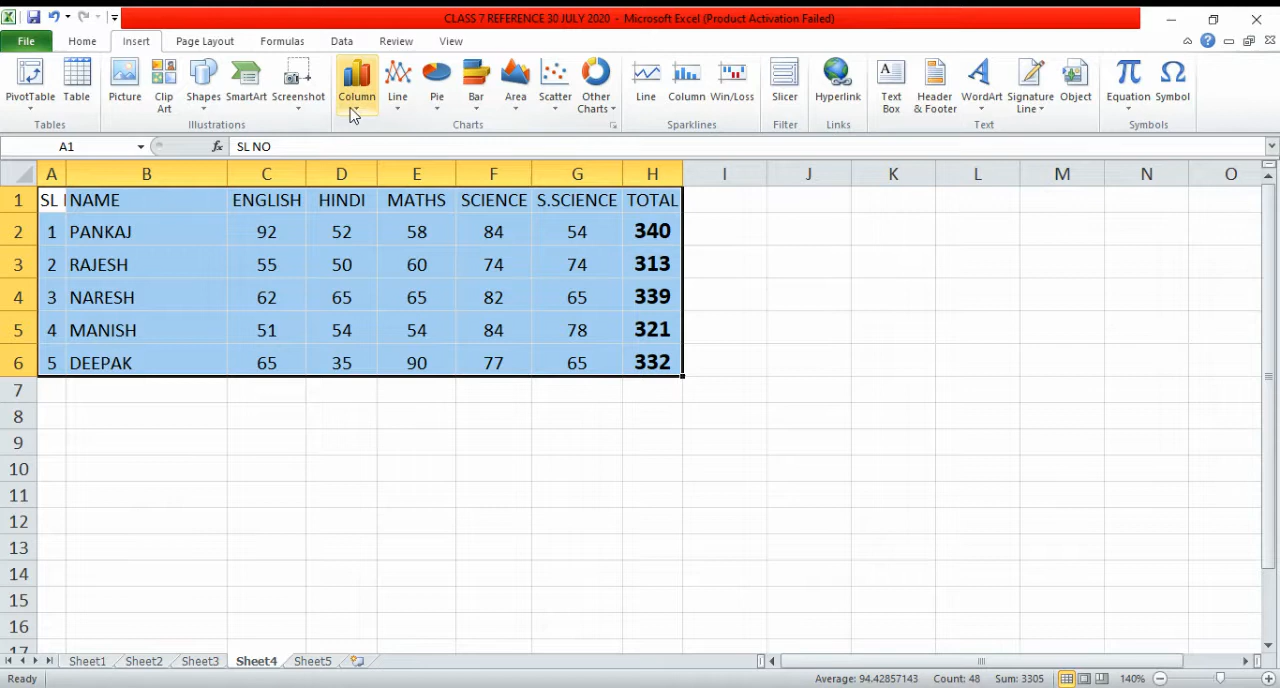 CLASS 7 REFERENCE 30 JULY 2020 - Microsoft Excel (Product Activation Failed)
File Home Insert Page Layout Formulas Data Review View
PivotTable Table Picture Clip Art Shapes SmartArt Screenshot Column Line Pie Bar Area Scatter Other Charts Line Column Win/Loss Slicer Hyperlink Text Box Header & Footer WordArt Signature Line Object Equation Symbol
Tables Illustrations Charts Sparklines Filter Links Text Symbols
A1 fx SL NO
A B C D E F G H I J K L M N O
1 SL NAME ENGLISH HINDI MATHS SCIENCE S.SCIENCE TOTAL
2 1 PANKAJ 92 52 58 84 54 340
3 2 RAJESH 55 50 60 74 74 313
4 3 NARESH 62 65 65 82 65 339
5 4 MANISH 51 54 54 84 78 321
6 5 DEEPAK 65 35 90 77 65 332
7
8
9
10
11
12
13
14
15
16
17
Sheet1 Sheet2 Sheet3 Sheet4 Sheet5
Ready Average: 94.42857143 Count: 48 Sum: 3305 140%